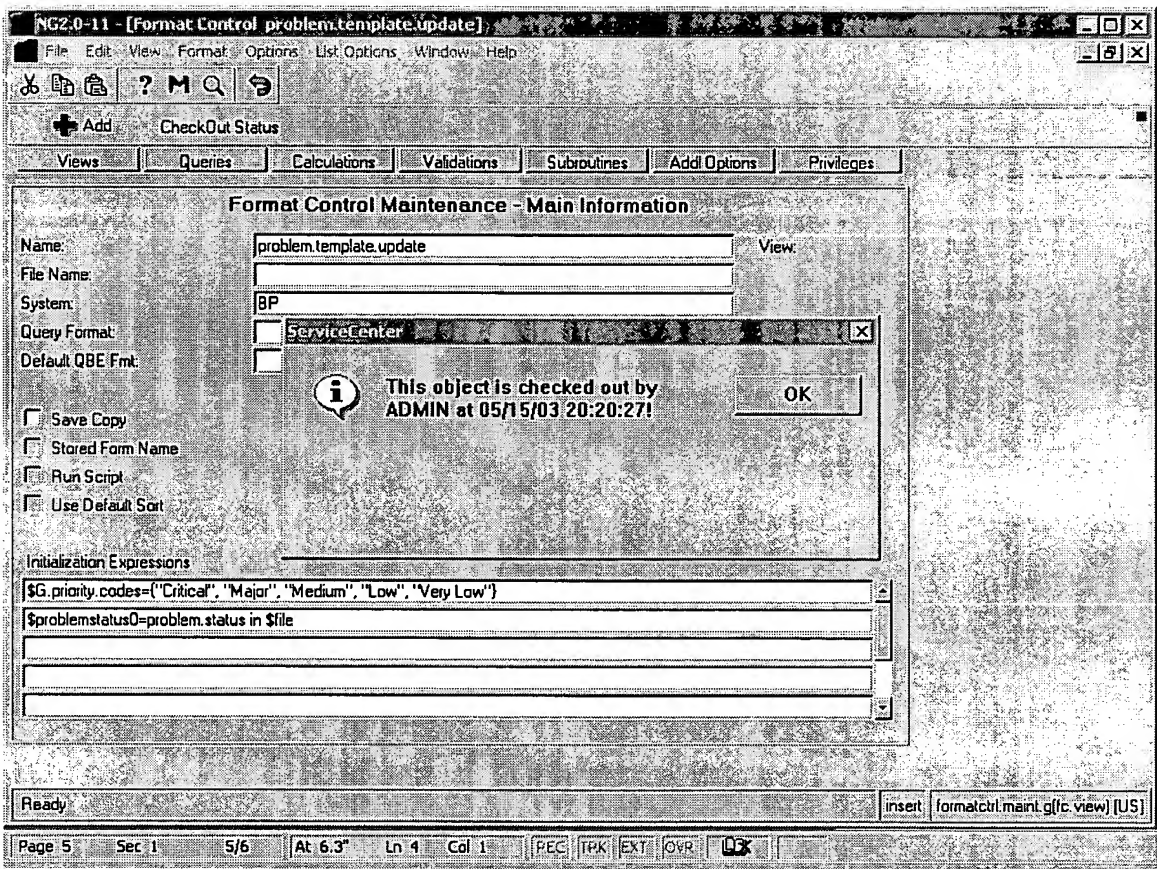 NG2.0-11 - [Format Control problem.template.update]
File Edit View Format Options List Options Window Help
? M
Add CheckOut Status
Views Queries Calculations Validations Subroutines Addl Options Privileges
Format Control Maintenance - Main Information
Name: problem.template.update View:
File Name:
System: BP
Query Format:
Default QBE Fmt:
ServiceCenter
This object is checked out by
ADMIN at 05/15/03 20:20:27!
OK
Save Copy
Stored Form Name
Run Script
Use Default Sort
Initialization Expressions
$G.priority.codes={"Critical", "Major", "Medium", "Low", "Very Low"}
$problemstatus0=problem.status in $file
Ready insert formatctrl.maint.g(fc.view) [US]
Page 5 Sec 1 5/6 At 6.3" Ln 4 Col 1 REC TRK EXT OVR